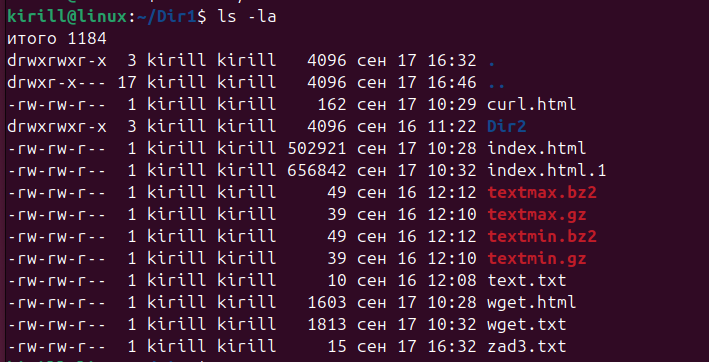 kirill@linux:~/Dir1$ ls -la
итого 1184
drwxrwxr-x 3 kirill kirill 4096 сен 17 16:32 .
drwxr-x--- 17 kirill kirill 4096 сен 17 16:46 ..
-rw-rw-r-- 1 kirill kirill 162 сен 17 10:29 curl.html
drwxrwxr-x 3 kirill kirill 4096 сен 16 11:22 Dir2
-rw-rw-r-- 1 kirill kirill 502921 сен 17 10:28 index.html
-rw-rw-r-- 1 kirill kirill 656842 сен 17 10:32 index.html.1
-rw-rw-r-- 1 kirill kirill 49 сен 16 12:12 textmax.bz2
-rw-rw-r-- 1 kirill kirill 39 сен 16 12:10 textmax.gz
-rw-rw-r-- 1 kirill kirill 49 сен 16 12:12 textmin.bz2
-rw-rw-r-- 1 kirill kirill 39 сен 16 12:10 textmin.gz
-rw-rw-r-- 1 kirill kirill 10 сен 16 12:08 text.txt
-rw-rw-r-- 1 kirill kirill 1603 сен 17 10:28 wget.html
-rw-rw-r-- 1 kirill kirill 1813 сен 17 10:32 wget.txt
-rw-rw-r-- 1 kirill kirill 15 сен 17 16:32 zad3.txt